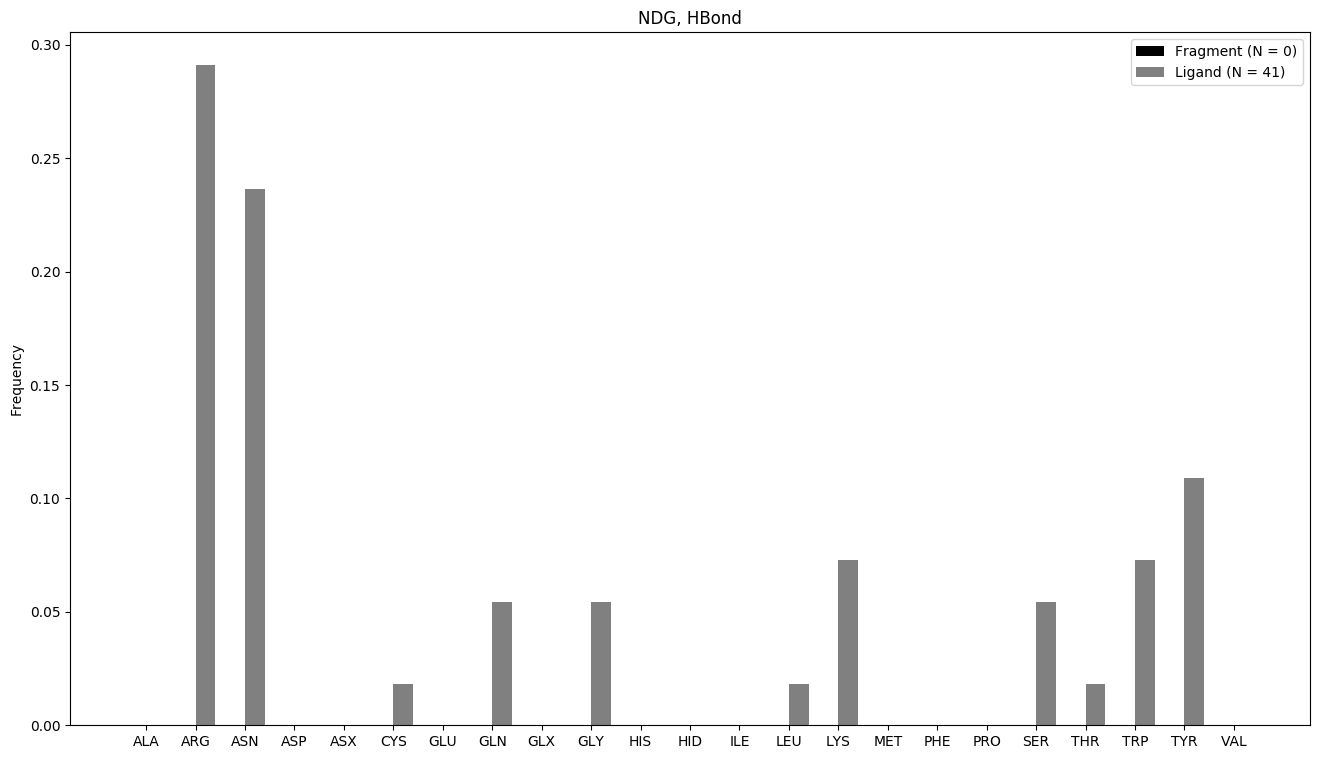 NDG, HBond
Fragment (N = 0)
Ligand (N = 41)
Frequency
0.30
0.25
0.20
0.15
0.10
0.05
0.00
ALA ARG ASN ASP ASX CYS GLU GLN GLX GLY HIS HID ILE LEU LYS MET PHE PRO SER THR TRP TYR VAL